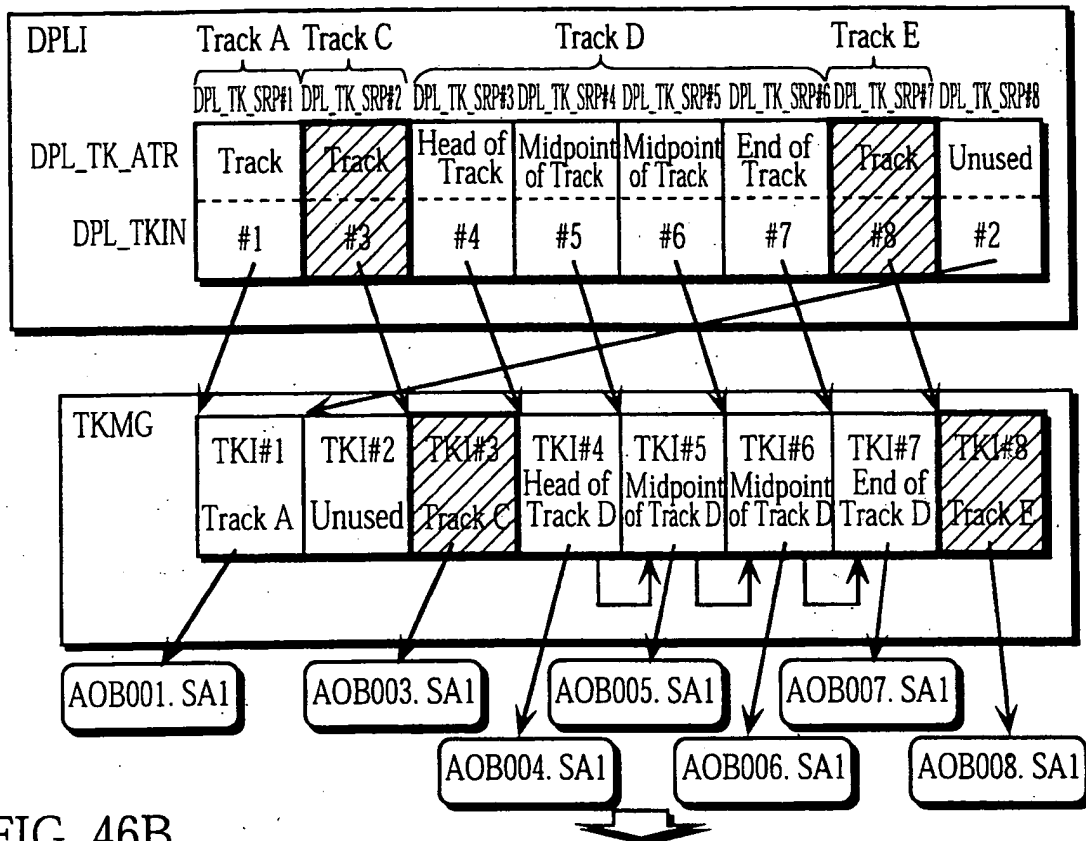 DPLI Track A Track C Track D Track E
DPL_TK_SRP#1 DPL_TK_SRP#2 DPL_TK_SRP#3 DPL_TK_SRP#4 DPL_TK_SRP#5 DPL_TK_SRP#6 DPL_TK_SRP#7 DPL_TK_SRP#8
DPL_TK_ATR Track Track Head of Track Midpoint of Track Midpoint of Track End of Track Track Unused
DPL_TKIN #1 #3 #4 #5 #6 #7 #8 #2
TKMG
TKI#1 TKI#2 TKI#3 TKI#4 TKI#5 TKI#6 TKI#7 TKI#8
Track A Unused Track C Head of Track D Midpoint of Track D Midpoint of Track D End of Track D Track E
AOB001. SA1 AOB003. SA1 AOB005. SA1 AOB007. SA1
AOB004. SA1 AOB006. SA1 AOB008. SA1
FIG. 46B